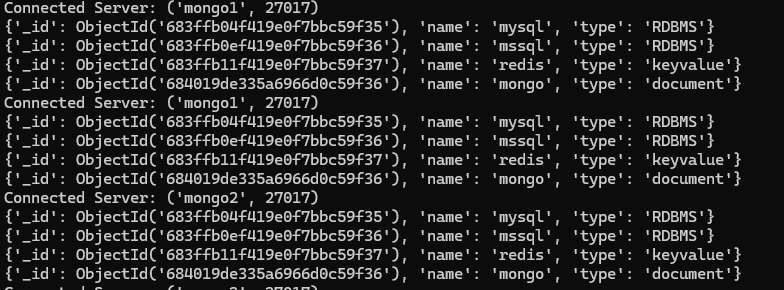 Connected Server: ('mongo1', 27017)
{'_id': ObjectId('683ffb04f419e0f7bbc59f35'), 'name': 'mysql', 'type': 'RDBMS'}
{'_id': ObjectId('683ffb0ef419e0f7bbc59f36'), 'name': 'mssql', 'type': 'RDBMS'}
{'_id': ObjectId('683ffb11f419e0f7bbc59f37'), 'name': 'redis', 'type': 'keyvalue'}
{'_id': ObjectId('684019de335a6966d0c59f36'), 'name': 'mongo', 'type': 'document'}
Connected Server: ('mongo1', 27017)
{'_id': ObjectId('683ffb04f419e0f7bbc59f35'), 'name': 'mysql', 'type': 'RDBMS'}
{'_id': ObjectId('683ffb0ef419e0f7bbc59f36'), 'name': 'mssql', 'type': 'RDBMS'}
{'_id': ObjectId('683ffb11f419e0f7bbc59f37'), 'name': 'redis', 'type': 'keyvalue'}
{'_id': ObjectId('684019de335a6966d0c59f36'), 'name': 'mongo', 'type': 'document'}
Connected Server: ('mongo2', 27017)
{'_id': ObjectId('683ffb04f419e0f7bbc59f35'), 'name': 'mysql', 'type': 'RDBMS'}
{'_id': ObjectId('683ffb0ef419e0f7bbc59f36'), 'name': 'mssql', 'type': 'RDBMS'}
{'_id': ObjectId('683ffb11f419e0f7bbc59f37'), 'name': 'redis', 'type': 'keyvalue'}
{'_id': ObjectId('684019de335a6966d0c59f36'), 'name': 'mongo', 'type': 'document'}